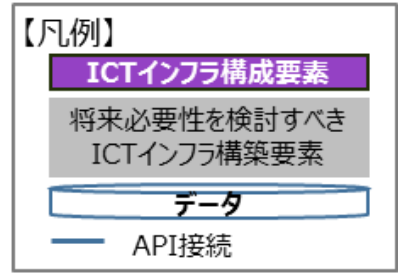 【凡例】
ICTインフラ構成要素
将来必要性を検討すべき
ICTインフラ構築要素
データ
API接続